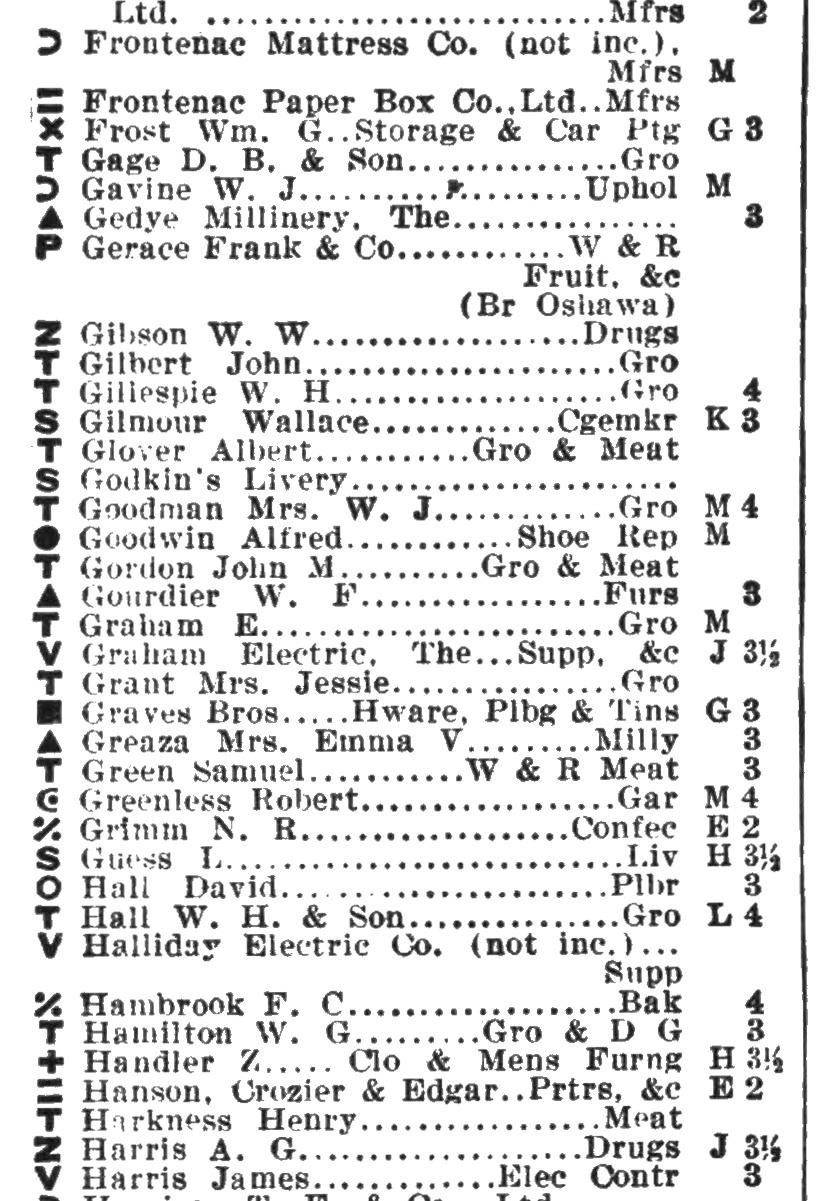 Ltd. ............................Mfrs 2
Ɔ Frontenac Mattress Co. (not inc.),
Mfrs M
= Frontenac Paper Box Co.,Ltd..Mfrs
✕ Frost Wm. G..Storage & Car Ptg G 3
T Gage D. B. & Son...............Gro
Ɔ Gavine W. J....................Uphol M
▲ Gedye Millinery, The................ 3
P Gerace Frank & Co............W & R
Fruit, &c
(Br Oshawa)
Z Gibson W. W...................Drugs
T Gilbert John......................Gro
T Gillespie W. H....................Gro 4
S Gilmour Wallace.............Cgemkr K 3
T Glover Albert...........Gro & Meat
S Godkin's Livery.......................
T Goodman Mrs. W. J.............Gro M 4
● Goodwin Alfred............Shoe Rep M
T Gordon John M..........Gro & Meat
▲ Gourdier W. F.................Furs 3
T Graham E.........................Gro M
V Graham Electric, The...Supp, &c J 3½
T Grant Mrs. Jessie................Gro
■ Graves Bros.....Hware, Plbg & Tins G 3
▲ Greaza Mrs. Emma V.........Milly 3
T Green Samuel...........W & R Meat 3
Greenless Robert..................Gar M 4
٪ Grimm N. R...................Confec E 2
S Guess L............................Liv H 3½
O Hall David.......................Plbr 3
T Hall W. H. & Son...............Gro L 4
V Halliday Electric Co. (not inc.)...
Supp
٪ Hambrook F. C...................Bak 4
T Hamilton W. G.........Gro & D G 3
+ Handler Z..... Clo & Mens Furng H 3½
= Hanson, Crozier & Edgar..Prtrs, &c E 2
T Harkness Henry.................Meat
Z Harris A. G....................Drugs J 3½
V Harris James.............Elec Contr 3